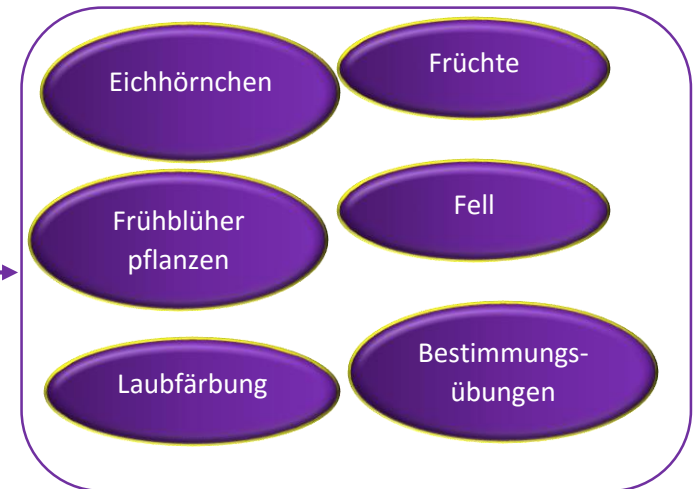 Eichhörnchen
Früchte
Frühblüher
pflanzen
Fell
Laubfärbung
Bestimmungs-
übungen